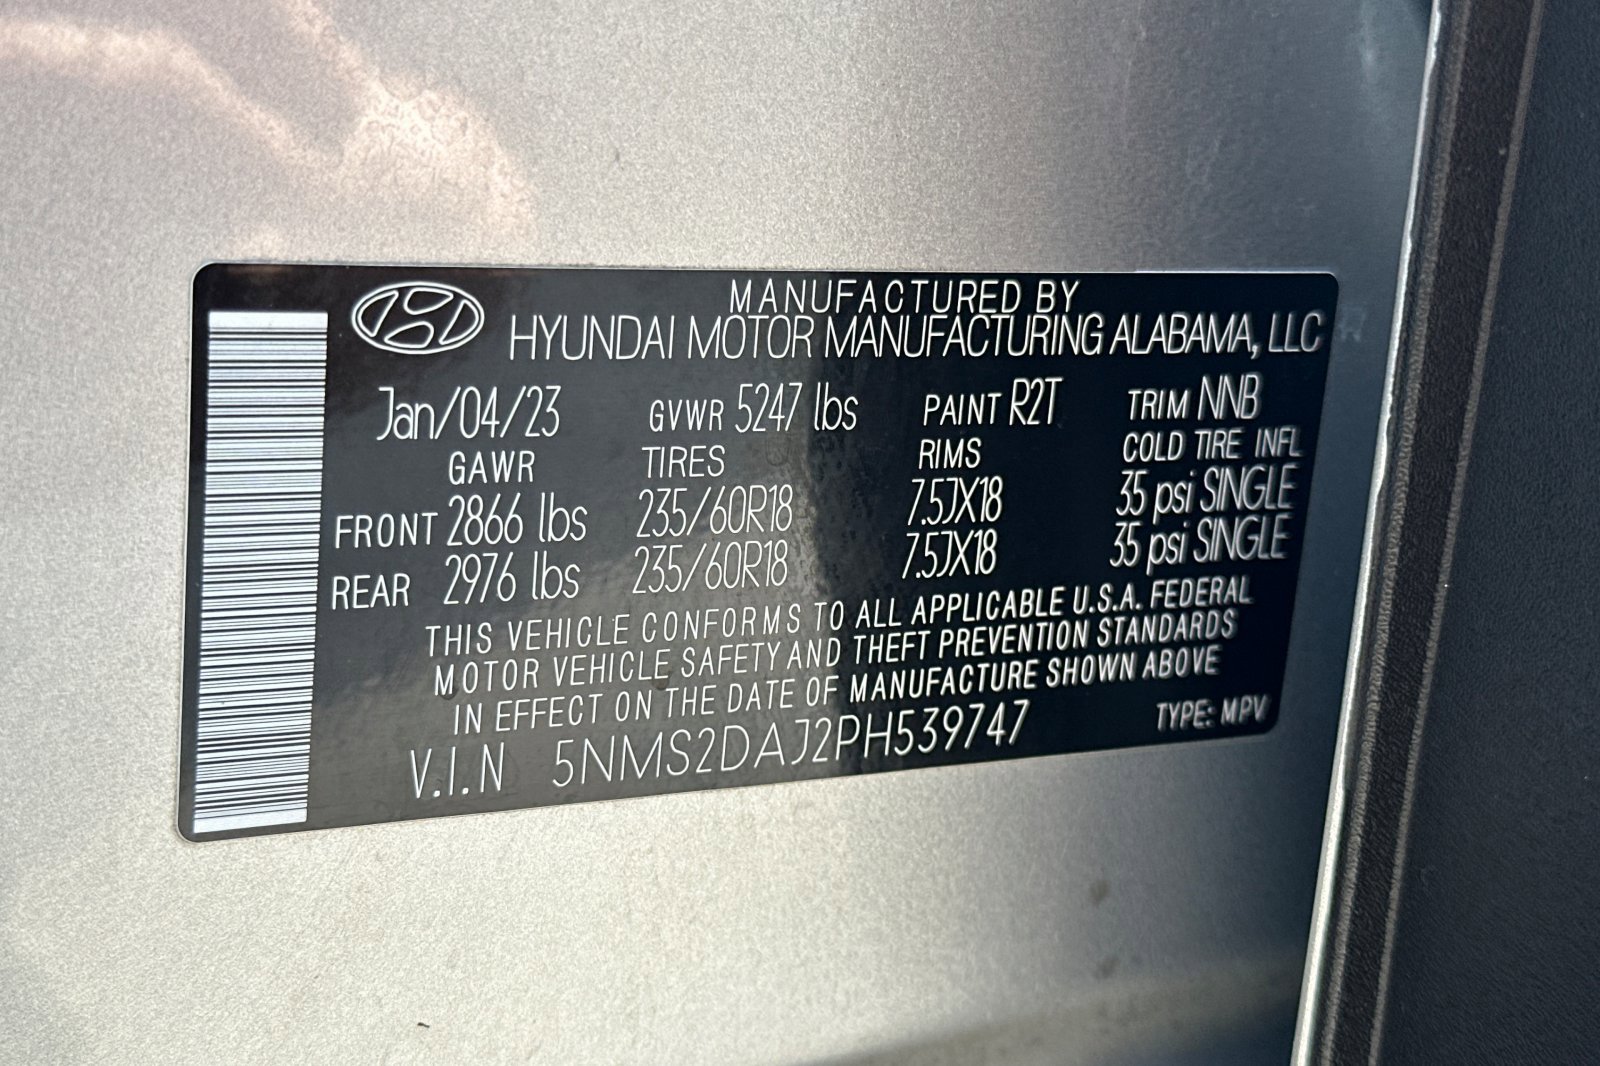 MANUFACTURED BY
HYUNDAI MOTOR MANUFACTURING ALABAMA, LLC
Jan/04/23 GVWR 5247 lbs PAINT R2T TRIM NNB
GAWR TIRES RIMS COLD TIRE INFL
FRONT 2866 lbs 235/60R18 7.5JX18 35 psi SINGLE
REAR 2976 lbs 235/60R18 7.5JX18 35 psi SINGLE
THIS VEHICLE CONFORMS TO ALL APPLICABLE U.S.A. FEDERAL
MOTOR VEHICLE SAFETY AND THEFT PREVENTION STANDARDS
IN EFFECT ON THE DATE OF MANUFACTURE SHOWN ABOVE
V.I.N 5NMS2DAJ2PH539747 TYPE: MPV